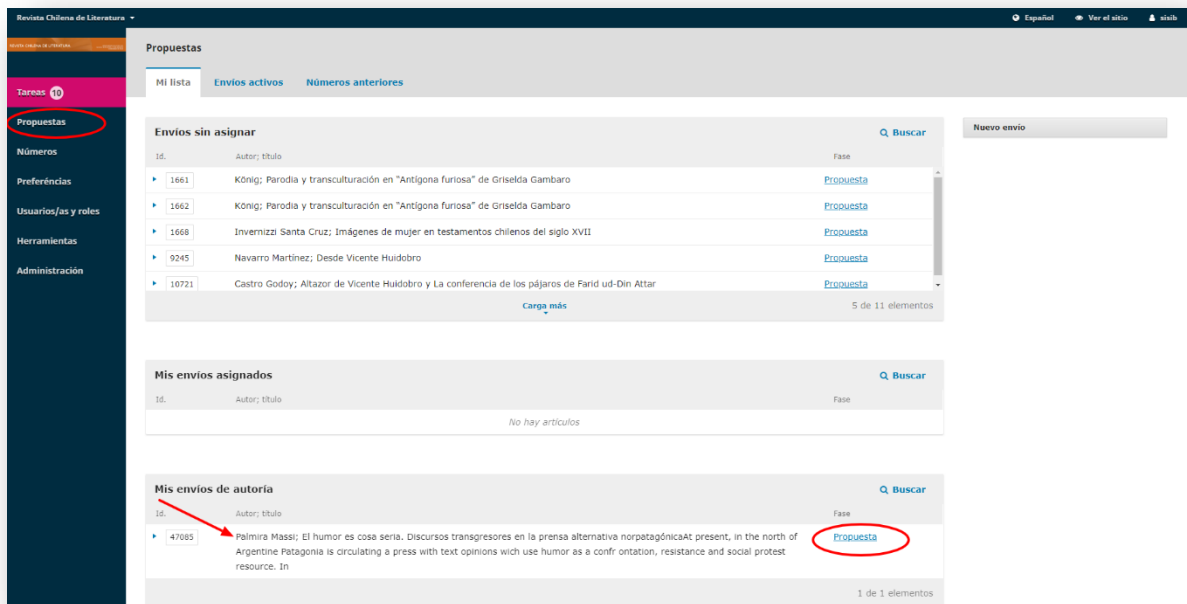 Revista Chilena de Literatura
Español Ver el sitio sisib
REVISTA CHILENA DE LITERATURA
Propuestas
Mi lista Envíos activos Números anteriores
Tareas 10
Propuestas
Números
Preferéncias
Usuarios/as y roles
Herramientas
Administración
Envíos sin asignar Buscar
Id. Autor; título Fase
1661 König; Parodia y transculturación en "Antígona furiosa" de Griselda Gambaro Propuesta
1662 König; Parodia y transculturación en "Antígona furiosa" de Griselda Gambaro Propuesta
1668 Invernizzi Santa Cruz; Imágenes de mujer en testamentos chilenos del siglo XVII Propuesta
9245 Navarro Martínez; Desde Vicente Huidobro Propuesta
10721 Castro Godoy; Altazor de Vicente Huidobro y La conferencia de los pájaros de Farid ud-Din Attar Propuesta
Carga más 5 de 11 elementos
Nuevo envío
Mis envíos asignados Buscar
Id. Autor; título Fase
No hay artículos
Mis envíos de autoría Buscar
Id. Autor; título Fase
47085 Palmira Massi; El humor es cosa seria. Discursos transgresores en la prensa alternativa norpatagónicaAt present, in the north of Propuesta
Argentine Patagonia is circulating a press with text opinions wich use humor as a confr ontation, resistance and social protest
resource. In
1 de 1 elementos